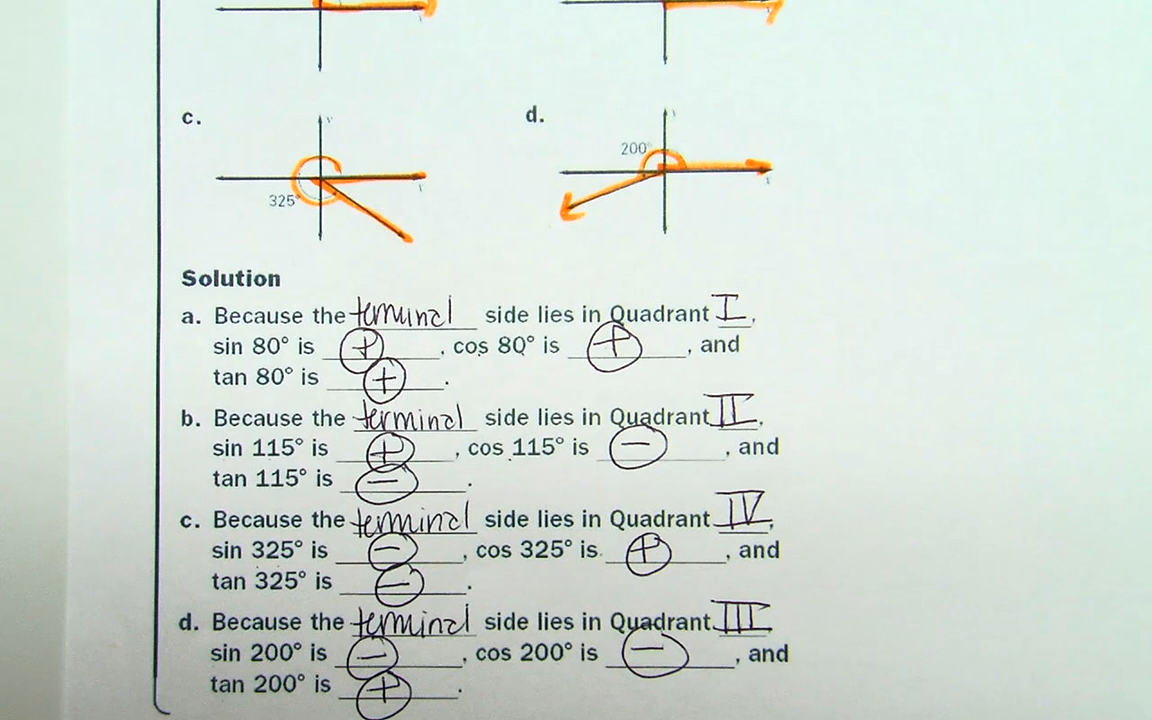 c.
d.
y
y
200°
x
x
325°
Solution
a. Because the terminal side lies in Quadrant I,
sin 80° is + , cos 80° is + , and
tan 80° is + .
b. Because the terminal side lies in Quadrant II,
sin 115° is + , cos 115° is − , and
tan 115° is − .
c. Because the terminal side lies in Quadrant IV,
sin 325° is − , cos 325° is + , and
tan 325° is − .
d. Because the terminal side lies in Quadrant III
sin 200° is − , cos 200° is − , and
tan 200° is + .